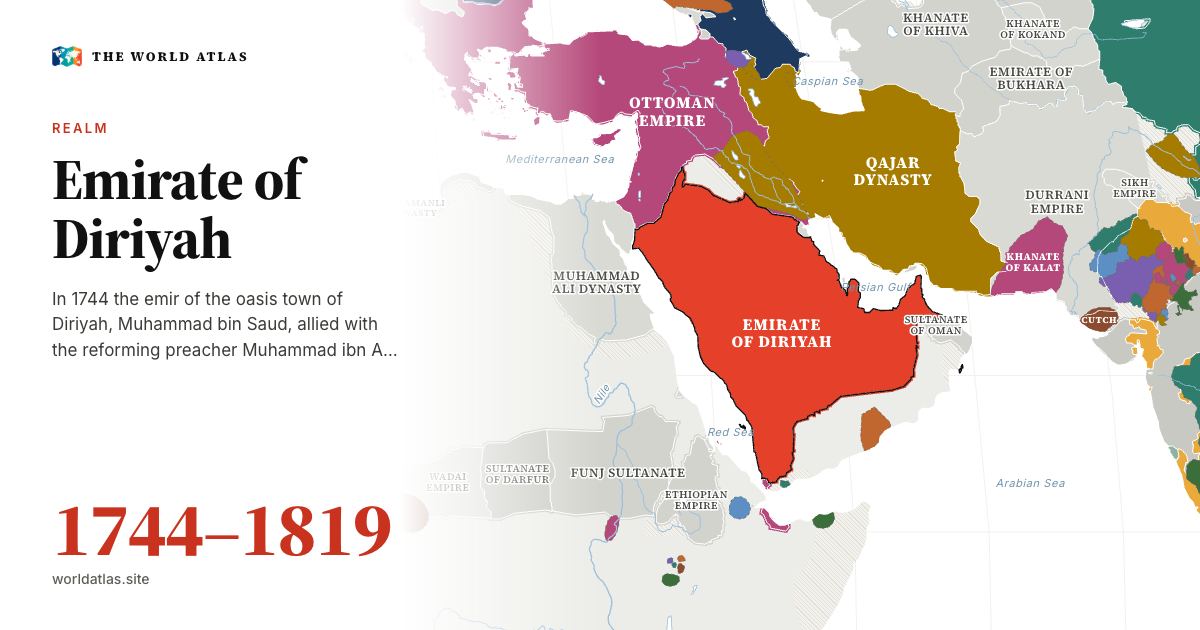 THE WORLD ATLAS
REALM
Emirate of
Diriyah
In 1744 the emir of the oasis town of
Diriyah, Muhammad bin Saud, allied with
the reforming preacher Muhammad ibn A...
1744–1819
worldatlas.site
KHANATE
OF KHIVA
KHANATE
OF KOKAND
EMIRATE OF
BUKHARA
Caspian Sea
OTTOMAN
EMPIRE
Mediterranean Sea
QAJAR
DYNASTY
DURRANI
EMPIRE
SIKH
EMPIRE
KHANATE
OF KALAT
MUHAMMAD
ALI DYNASTY
Persian Gulf
CUTCH
SULTANATE
OF OMAN
EMIRATE
OF DIRIYAH
Nile
Red Sea
WADAI
EMPIRE
SULTANATE
OF DARFUR
FUNJ SULTANATE
ETHIOPIAN
EMPIRE
Arabian Sea